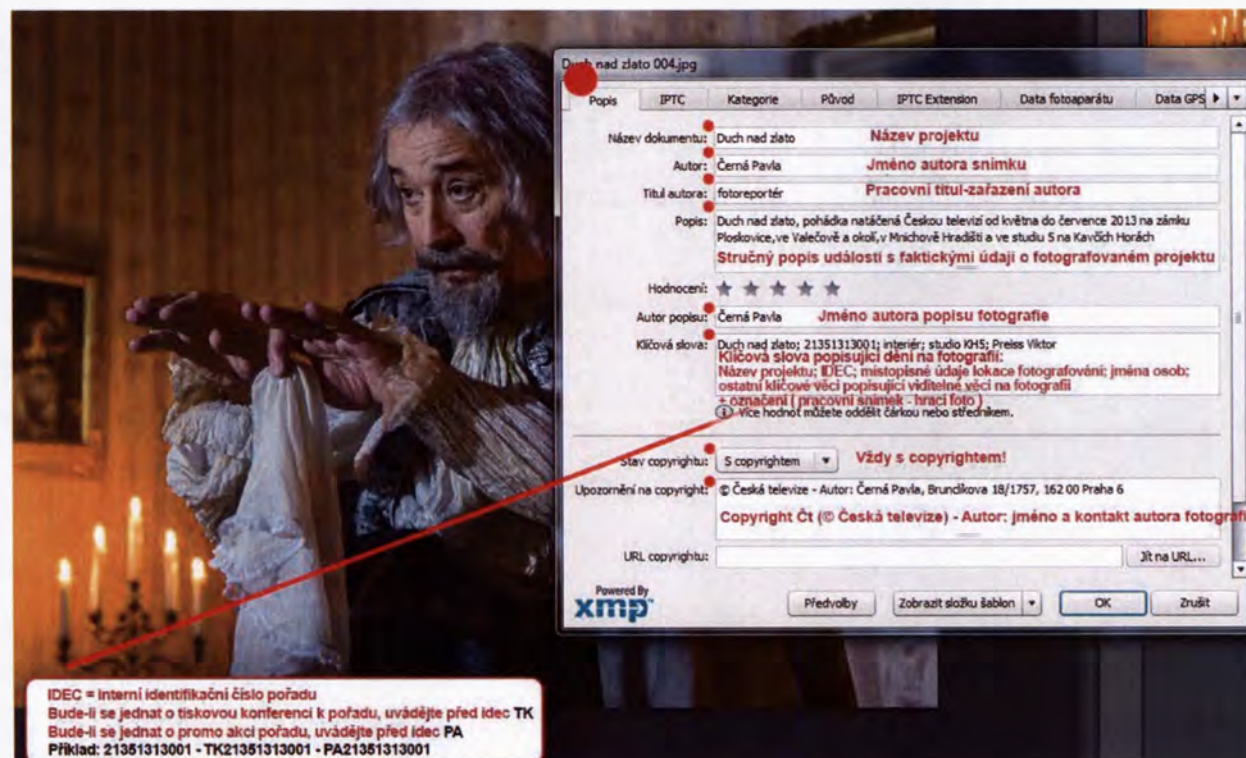 Duch nad zlato 004.jpg
Popis IPTC Kategorie Původ IPTC Extension Data fotoaparátu Data GPS
Název dokumentu: Duch nad zlato Název projektu
Autor: Černá Pavla Jméno autora snímku
Titul autora: fotoreportér Pracovní titul-zařazení autora
Popis: Duch nad zlato, pohádka natáčená Českou televizí od května do července 2013 na zámku
Ploskovice,ve Valečově a okolí,v Mnichově Hradišti a ve studiu 5 na Kavčích Horách
Stručný popis události s faktickými údaji o fotografovaném projektu
Hodnocení:
Autor popisu: Černá Pavla Jméno autora popisu fotografie
Klíčová slova: Duch nad zlato; 21351313001; interiér; studio KH5; Preiss Viktor
Klíčová slova popisující dění na fotografii:
Název projektu; IDEC; místopisné údaje lokace fotografování; jména osob;
ostatní klíčové věci popisující viditelné věci na fotografii
+ označení ( pracovní snímek - hrací foto )
Více hodnot můžete oddělit čárkou nebo středníkem.
Stav copyrightu: S copyrightem Vždy s copyrightem!
Upozornění na copyright: © Česká televize - Autor: Černá Pavla, Brunclíkova 18/1757, 162 00 Praha 6
Copyright Čt (© Česká televize) - Autor: jméno a kontakt autora fotografi
URL copyrightu: Jít na URL...
Powered By
xmp Předvolby Zobrazit složku šablon OK Zrušit
IDEC = interní identifikační číslo pořadu
Bude-li se jednat o tiskovou konferenci k pořadu, uvádějte před idec TK
Bude-li se jednat o promo akci pořadu, uvádějte před idec PA
Příklad: 21351313001 - TK21351313001 - PA21351313001